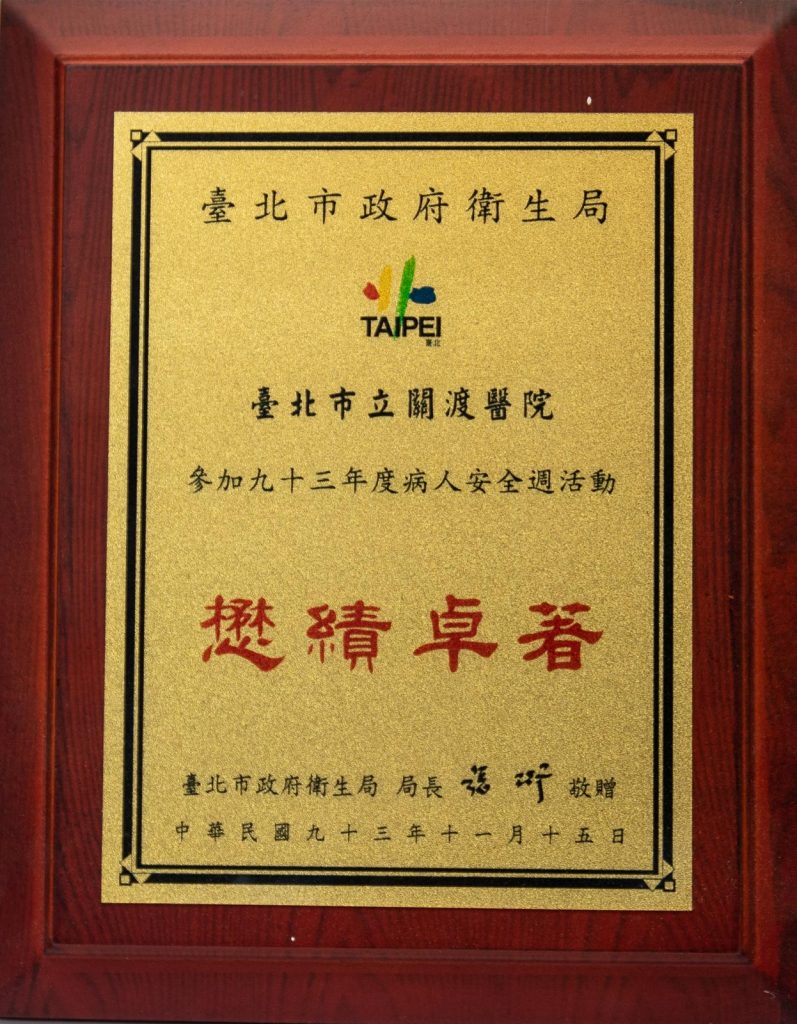 臺北市政府衛生局
TAIPEI
臺北
臺北市立關渡醫院
參加九十三年度病人安全週活動
懋績卓著
臺北市政府衛生局 局長 張珩 敬贈
中華民國九十三年十一月十五日